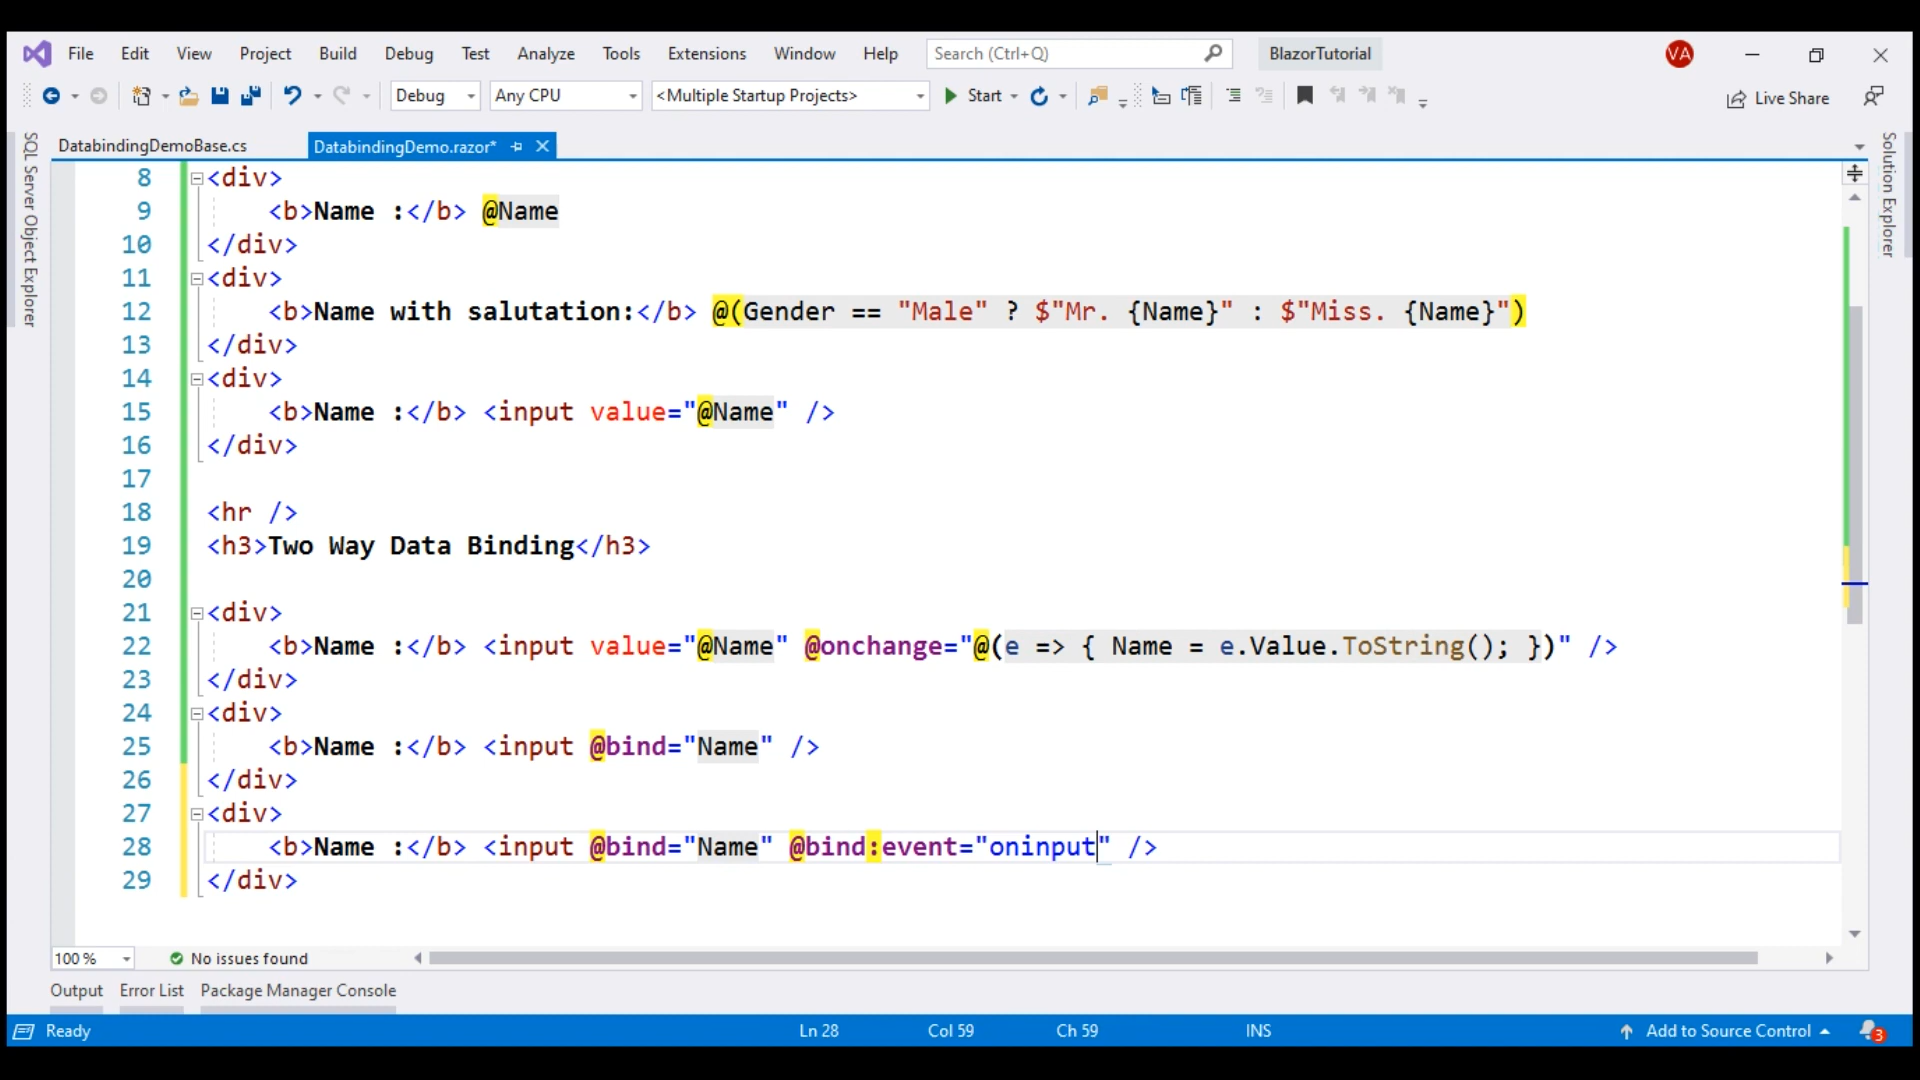 File Edit View Project Build Debug Test Analyze Tools Extensions Window Help Search (Ctrl+Q) BlazorTutorial VA
Debug Any CPU <Multiple Startup Projects> Start Live Share
SQL Server Object Explorer
DatabindingDemoBase.cs DatabindingDemo.razor*
Solution Explorer
8 <div>
9 <b>Name :</b> @Name
10 </div>
11 <div>
12 <b>Name with salutation:</b> @(Gender == "Male" ? $"Mr. {Name}" : $"Miss. {Name}")
13 </div>
14 <div>
15 <b>Name :</b> <input value="@Name" />
16 </div>
17
18 <hr />
19 <h3>Two Way Data Binding</h3>
20
21 <div>
22 <b>Name :</b> <input value="@Name" @onchange="@(e => { Name = e.Value.ToString(); })" />
23 </div>
24 <div>
25 <b>Name :</b> <input @bind="Name" />
26 </div>
27 <div>
28 <b>Name :</b> <input @bind="Name" @bind:event="oninput" />
29 </div>
100 % No issues found
Output Error List Package Manager Console
Ready Ln 28 Col 59 Ch 59 INS Add to Source Control 3